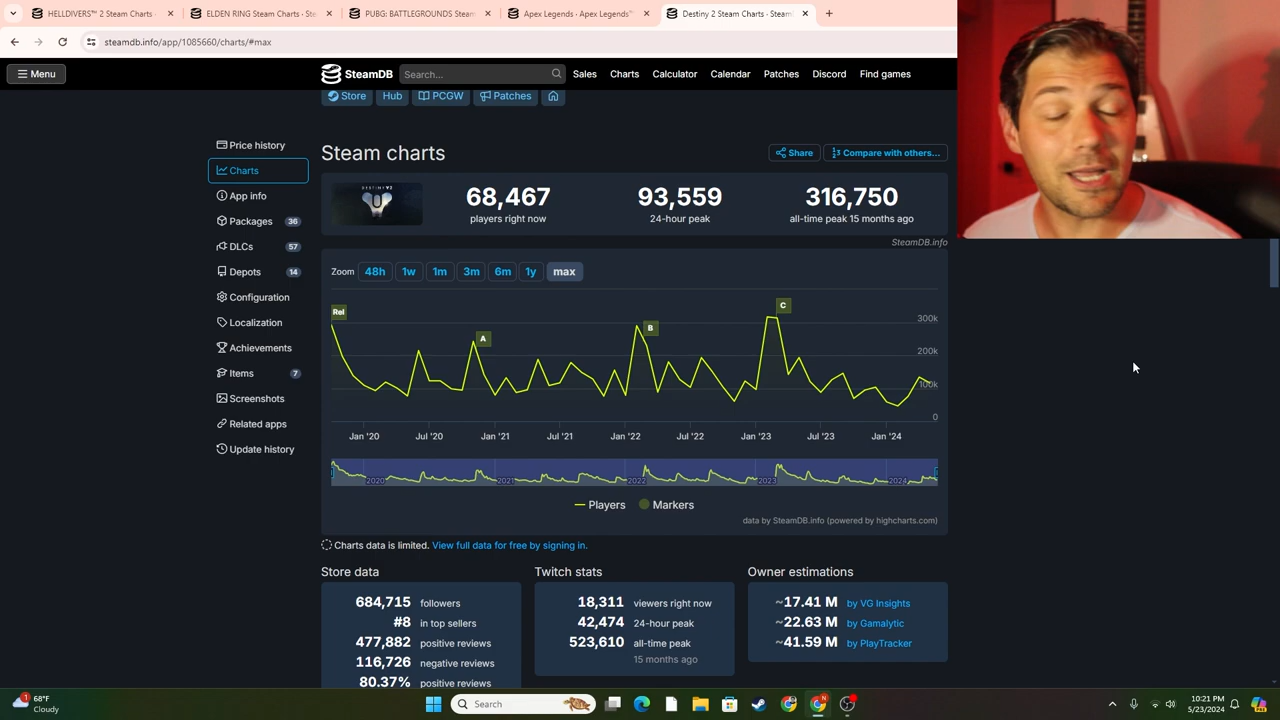 HELLDIVERS™ 2 Steam Charts ·
ELDEN RING Steam Charts · Ste
PUBG: BATTLEGROUNDS Steam
Apex Legends · Apex Legends™
Destiny 2 Steam Charts · Steam
steamdb.info/app/1085660/charts/#max
Menu
SteamDB
Search...
Sales
Charts
Calculator
Calendar
Patches
Discord
Find games
Store
Hub
PCGW
Patches
Price history
Charts
App info
Packages 36
DLCs 57
Depots 14
Configuration
Localization
Achievements
Items 7
Screenshots
Related apps
Update history
Steam charts
Share
Compare with others...
DESTINY 2
68,467
players right now
93,559
24-hour peak
316,750
all-time peak 15 months ago
SteamDB.info
Zoom 48h 1w 1m 3m 6m 1y max
Rel
A
B
C
300k
200k
100k
0
Jan '20 Jul '20 Jan '21 Jul '21 Jan '22 Jul '22 Jan '23 Jul '23 Jan '24
2020 2021 2022 2023 2024
Players Markers
data by SteamDB.info (powered by highcharts.com)
Charts data is limited. View full data for free by signing in.
Store data
684,715 followers
#8 in top sellers
477,882 positive reviews
116,726 negative reviews
80.37% positive reviews
Twitch stats
18,311 viewers right now
42,474 24-hour peak
523,610 all-time peak
15 months ago
Owner estimations
~17.41 M by VG Insights
~22.63 M by Gamalytic
~41.59 M by PlayTracker
1
68°F
Cloudy
Search
N
10:21 PM
5/23/2024